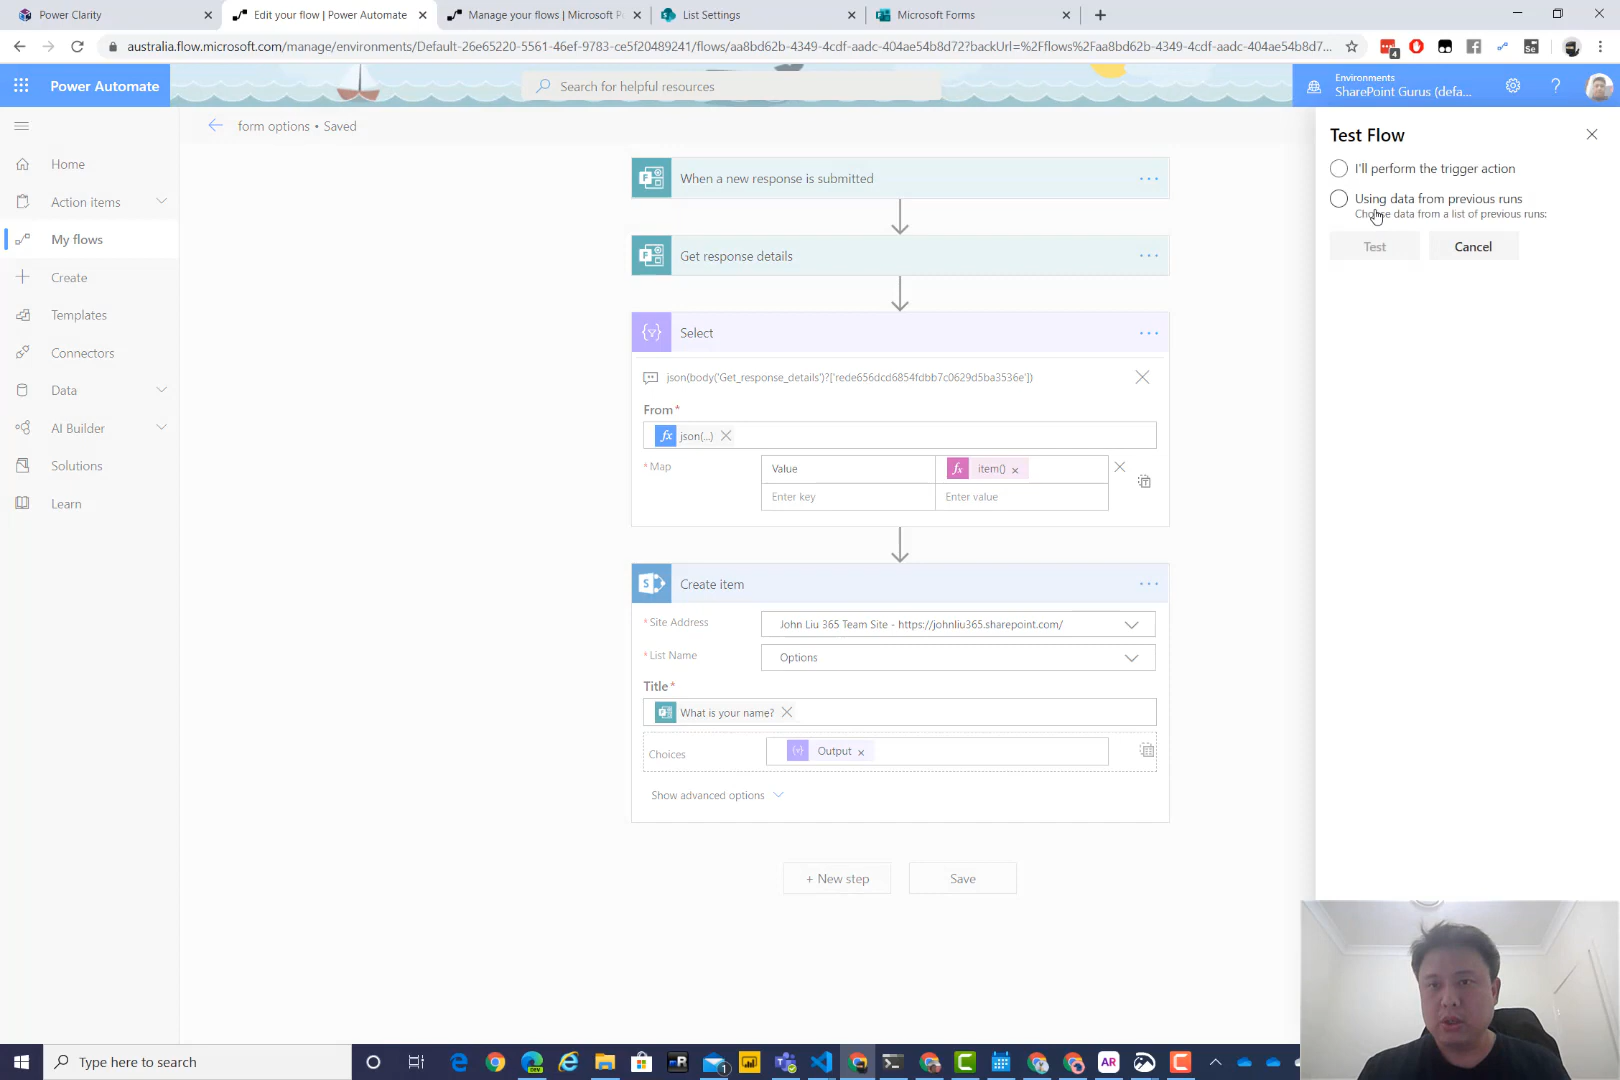 Power Clarity
Edit your flow | Power Automate
Manage your flows | Microsoft P
List Settings
Microsoft Forms
australia.flow.microsoft.com/manage/environments/Default-26e65220-5561-46ef-9783-ce5f20489241/flows/aa8bd62b-4349-4cdf-aadc-404ae54b8d72?backUrl=%2Fflows%2Faa8bd62b-4349-4cdf-aadc-404ae54b8d7...
4
Power Automate
Search for helpful resources
Environments
SharePoint Gurus (defa...
form options • Saved
Home
Action items
My flows
Create
Templates
Connectors
Data
AI Builder
Solutions
Learn
When a new response is submitted
Get response details
Select
json(body('Get_response_details')?['rede656dcd6854fdbb7c0629d5ba3536e'])
From *
fx json(...)
* Map
Value
fx item()
Enter key
Enter value
Create item
* Site Address
John Liu 365 Team Site - https://johnliu365.sharepoint.com/
* List Name
Options
Title *
What is your name?
Choices
Output
Show advanced options
+ New step
Save
Test Flow
I'll perform the trigger action
Using data from previous runs
Choose data from a list of previous runs:
Test
Cancel
Type here to search
DEV
1
AR